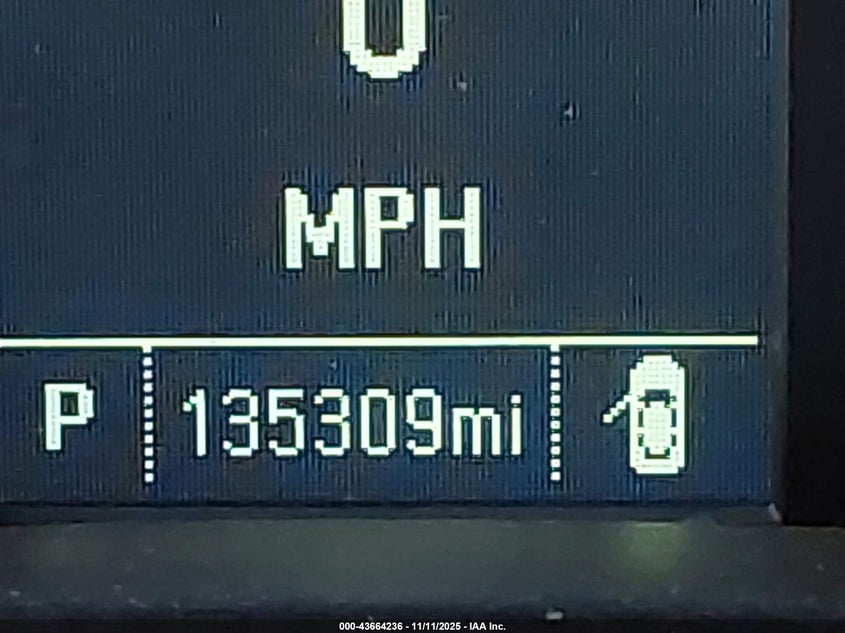 0
MPH
P 135309mi
000-43664236 - 11/11/2025 - IAA Inc.